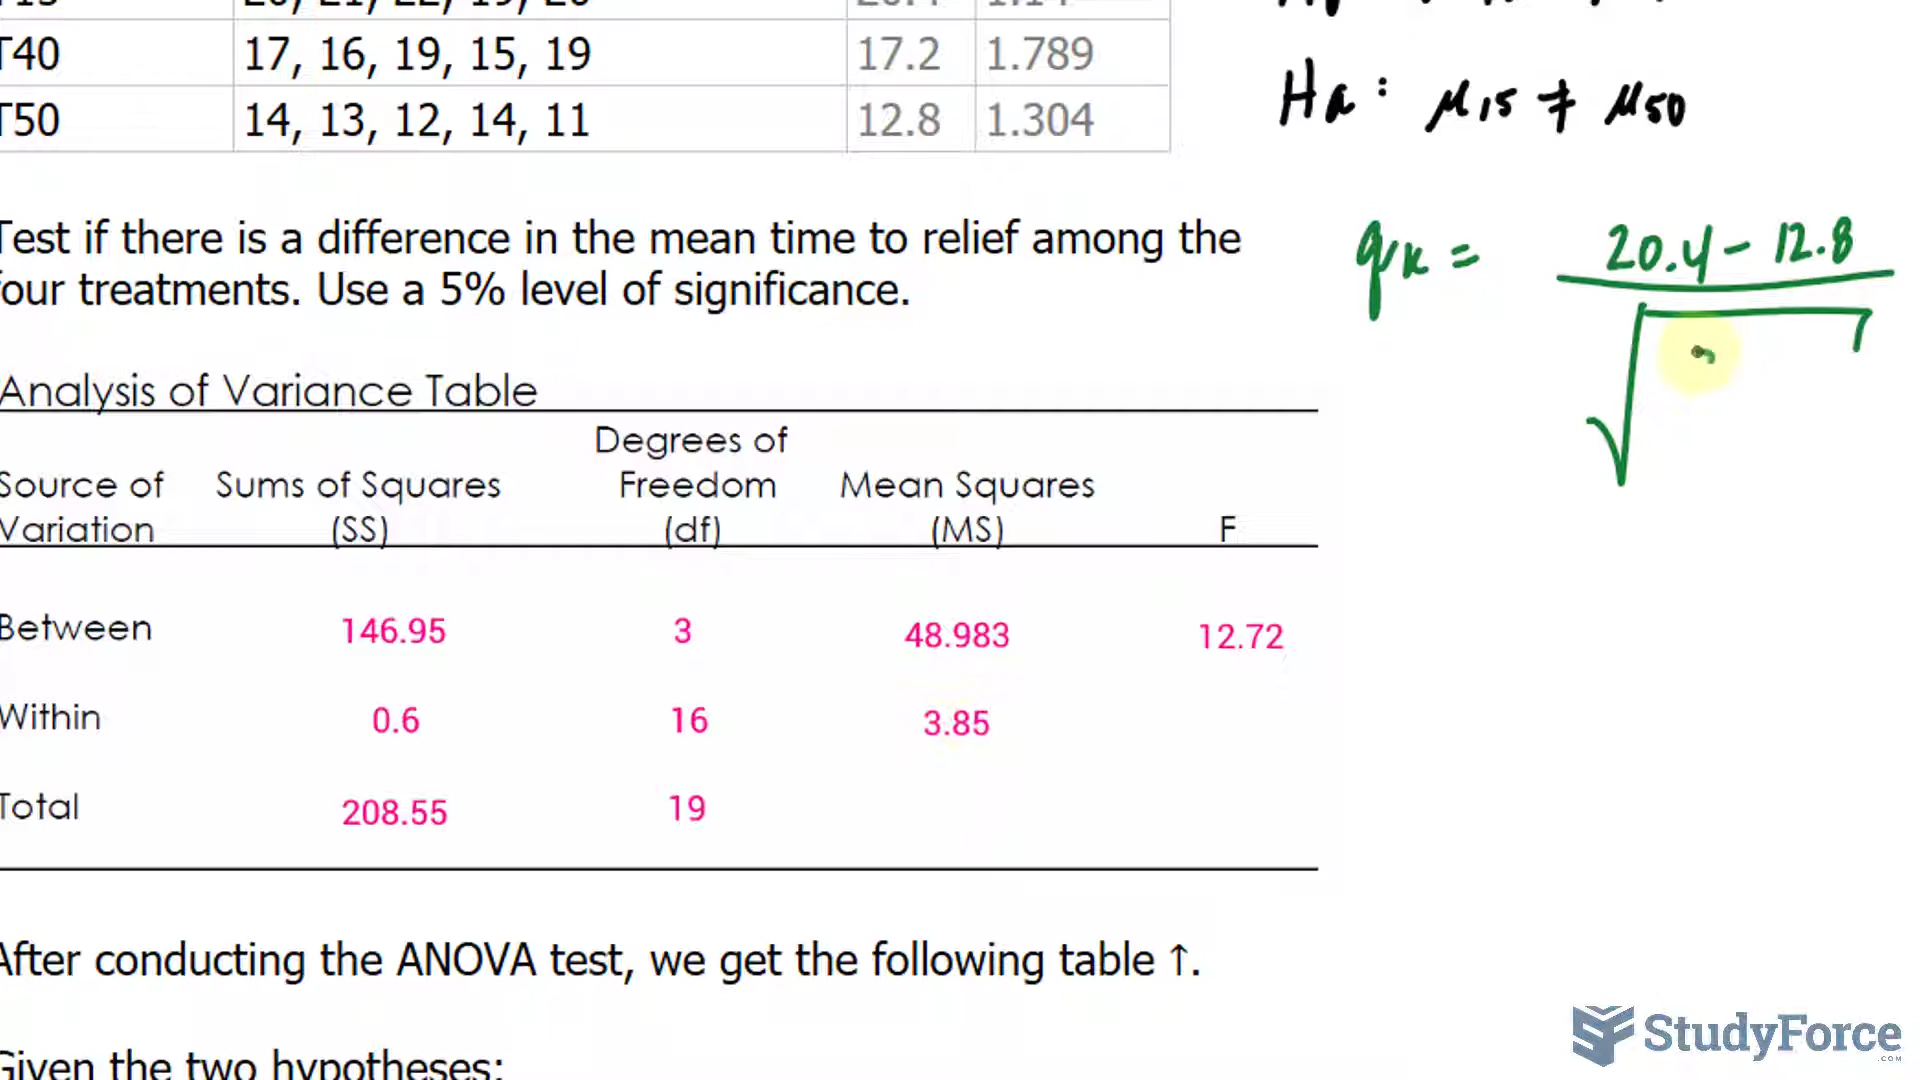 T40 17, 16, 19, 15, 19 17.2 1.789
T50 14, 13, 12, 14, 11 12.8 1.304
Ha: μ15 ≠ μ50
Test if there is a difference in the mean time to relief among the
four treatments. Use a 5% level of significance.
qk = 20.4 - 12.8
Analysis of Variance Table
Degrees of
Source of Sums of Squares Freedom Mean Squares
Variation (SS) (df) (MS) F
Between 146.95 3 48.983 12.72
Within 0.6 16 3.85
Total 208.55 19
After conducting the ANOVA test, we get the following table ↑.
Given the two hypotheses:
StudyForce
.COM